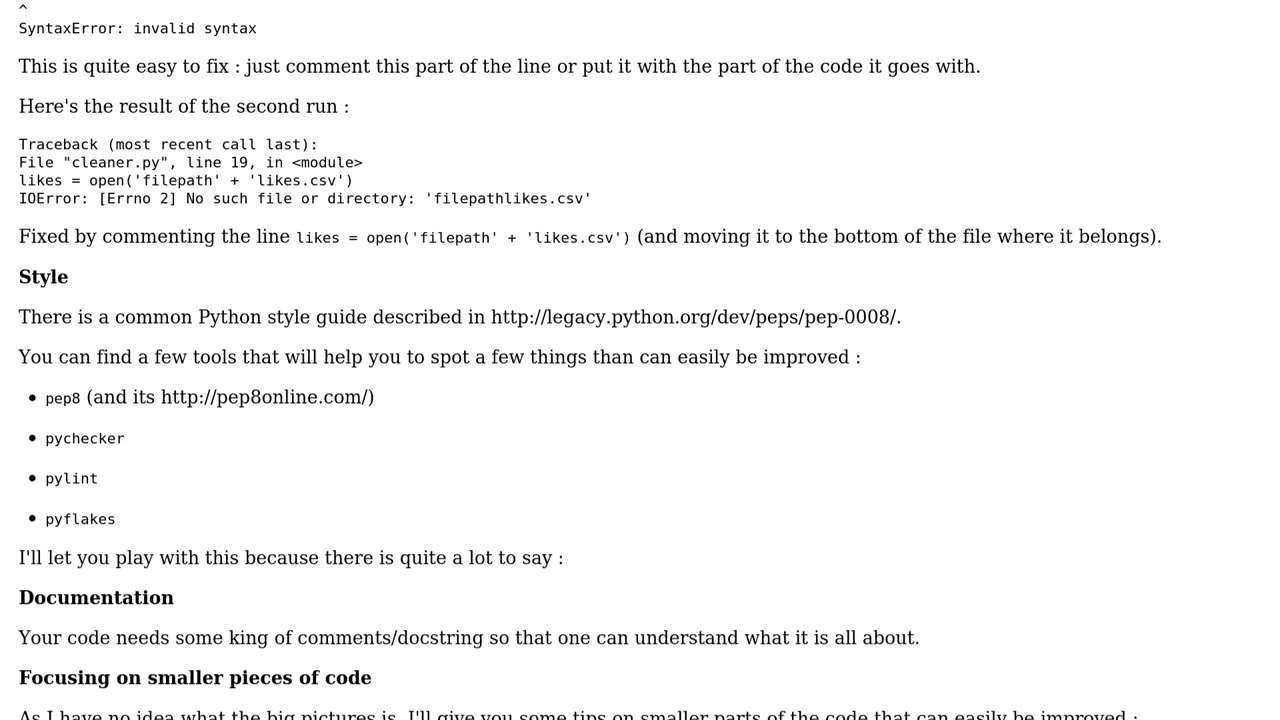 ^
SyntaxError: invalid syntax
This is quite easy to fix : just comment this part of the line or put it with the part of the code it goes with.
Here's the result of the second run :
Traceback (most recent call last):
File "cleaner.py", line 19, in <module>
likes = open('filepath' + 'likes.csv')
IOError: [Errno 2] No such file or directory: 'filepathlikes.csv'
Fixed by commenting the line likes = open('filepath' + 'likes.csv') (and moving it to the bottom of the file where it belongs).
Style
There is a common Python style guide described in http://legacy.python.org/dev/peps/pep-0008/.
You can find a few tools that will help you to spot a few things than can easily be improved :
• pep8 (and its http://pep8online.com/)
• pychecker
• pylint
• pyflakes
I'll let you play with this because there is quite a lot to say :
Documentation
Your code needs some king of comments/docstring so that one can understand what it is all about.
Focusing on smaller pieces of code
As I have no idea what the big pictures is, I'll give you some tips on smaller parts of the code that can easily be improved :